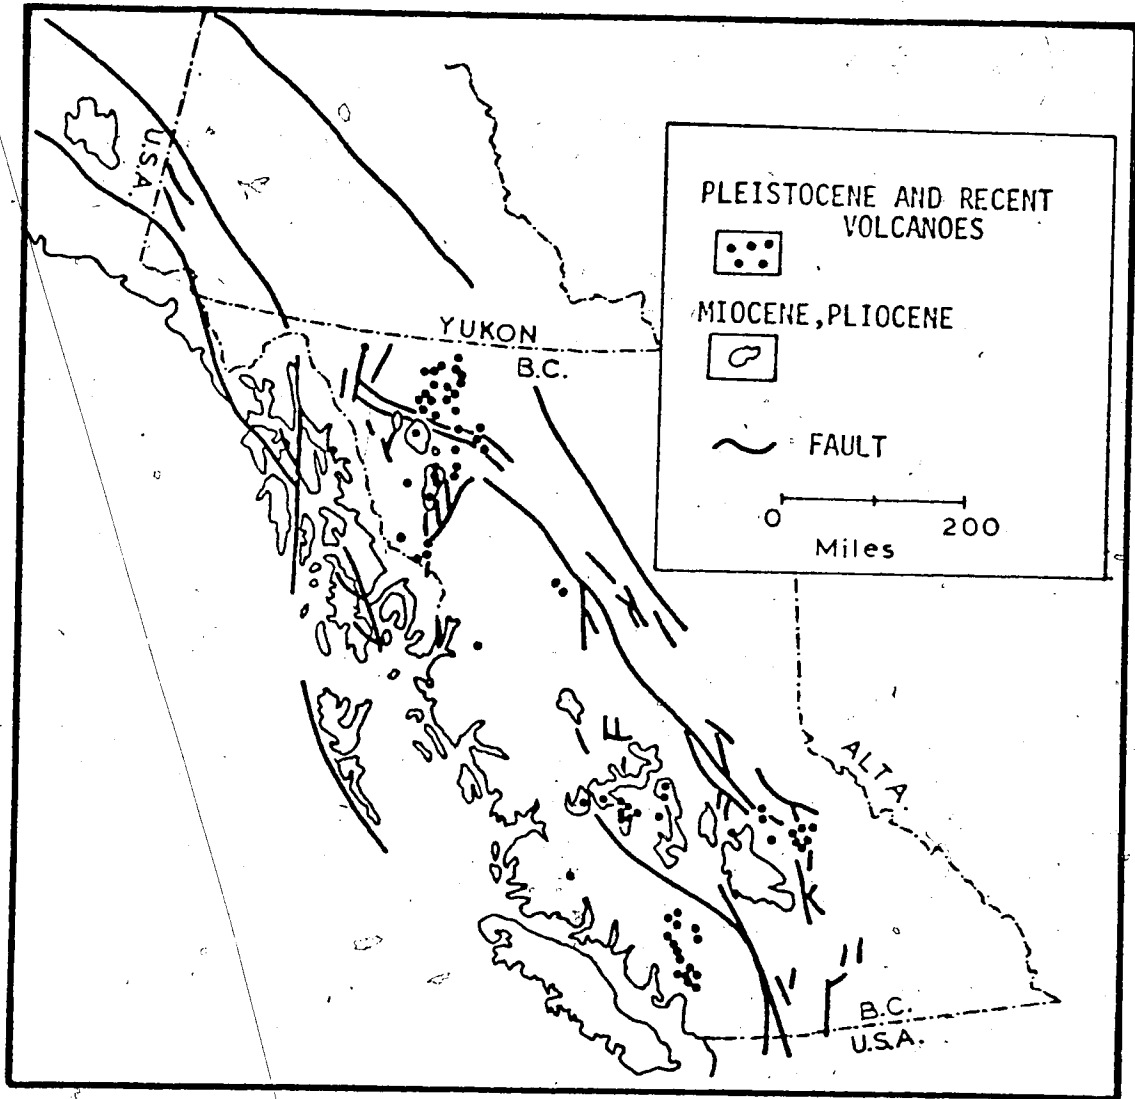 U.S.A
PLEISTOCENE AND RECENT
VOLCANOES
MIOCENE, PLIOCENE
FAULT
0 200
Miles
YUKON
B.C.
ALTA.
B.C.
U.S.A.